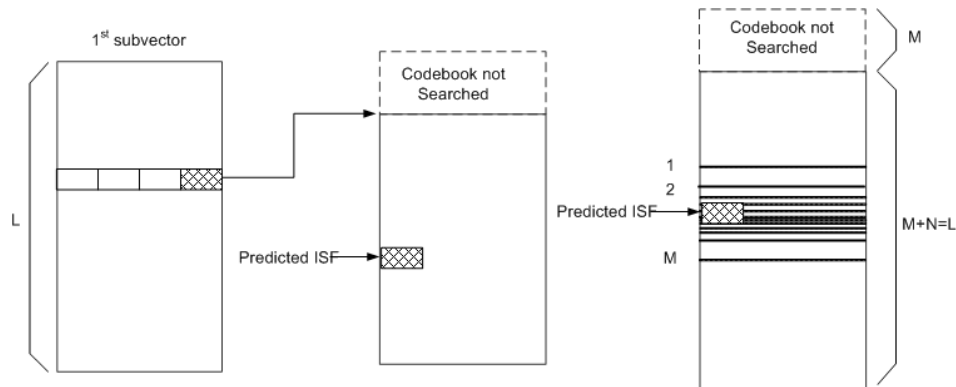 1st subvector
L
Codebook not
Searched
Predicted ISF
Codebook not
Searched
M
1
2
Predicted ISF
M
M+N=L